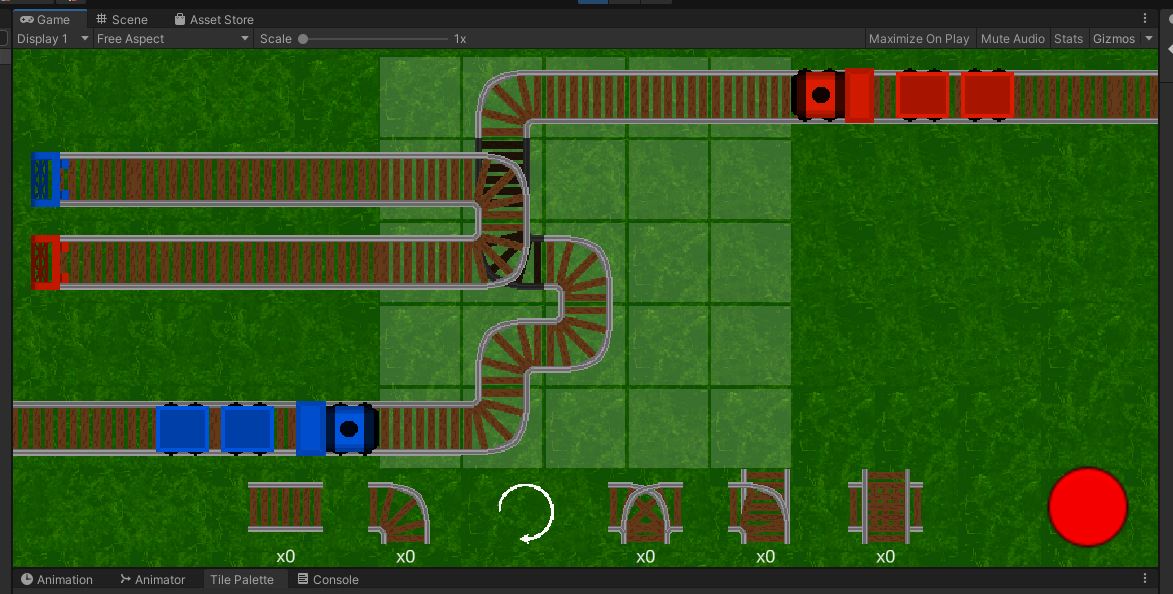 Game Scene Asset Store
Display 1 Free Aspect Scale 1x Maximize On Play Mute Audio Stats Gizmos
x0 x0 x0 x0 x0
Animation Animator Tile Palette Console